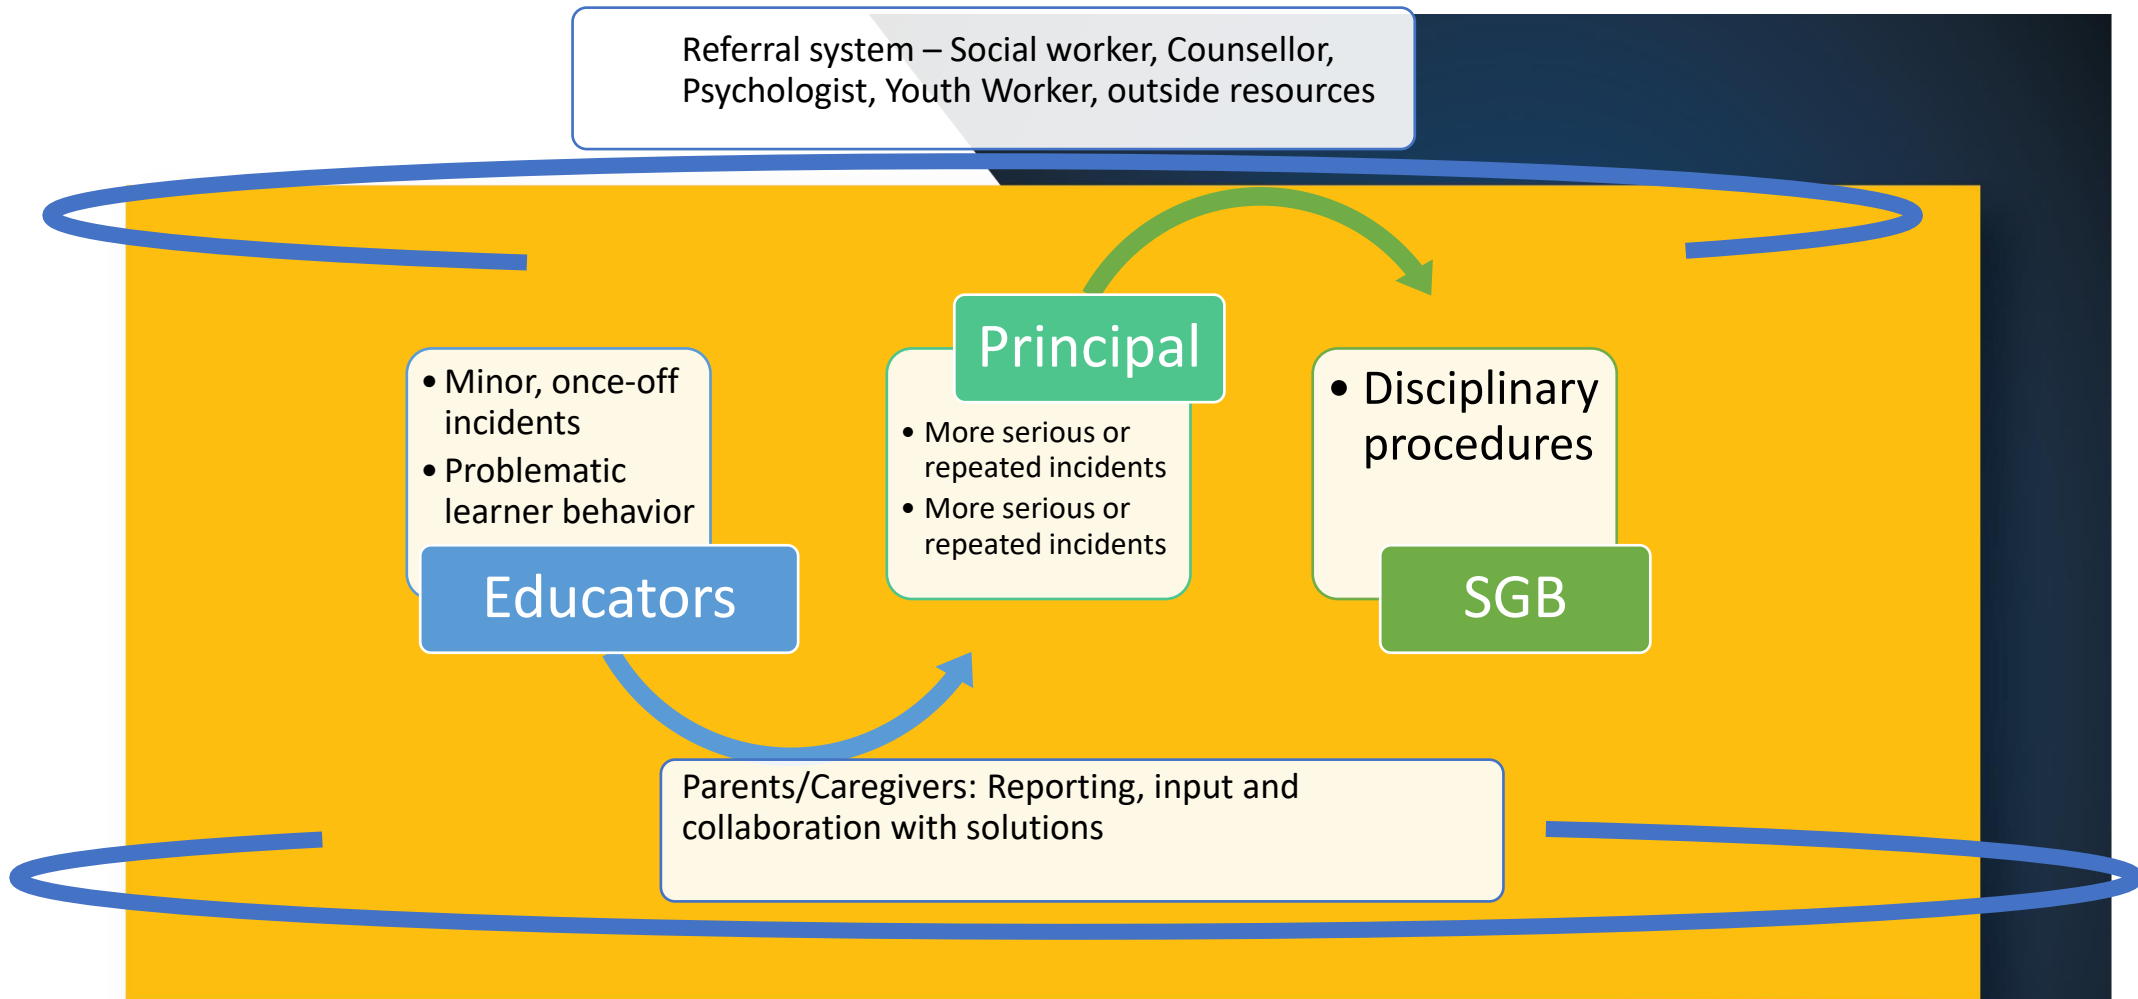 Referral system – Social worker, Counsellor,
Psychologist, Youth Worker, outside resources
• Minor, once-off
incidents
• Problematic
learner behavior
Educators
Principal
• More serious or
repeated incidents
• More serious or
repeated incidents
• Disciplinary
procedures
SGB
Parents/Caregivers: Reporting, input and
collaboration with solutions